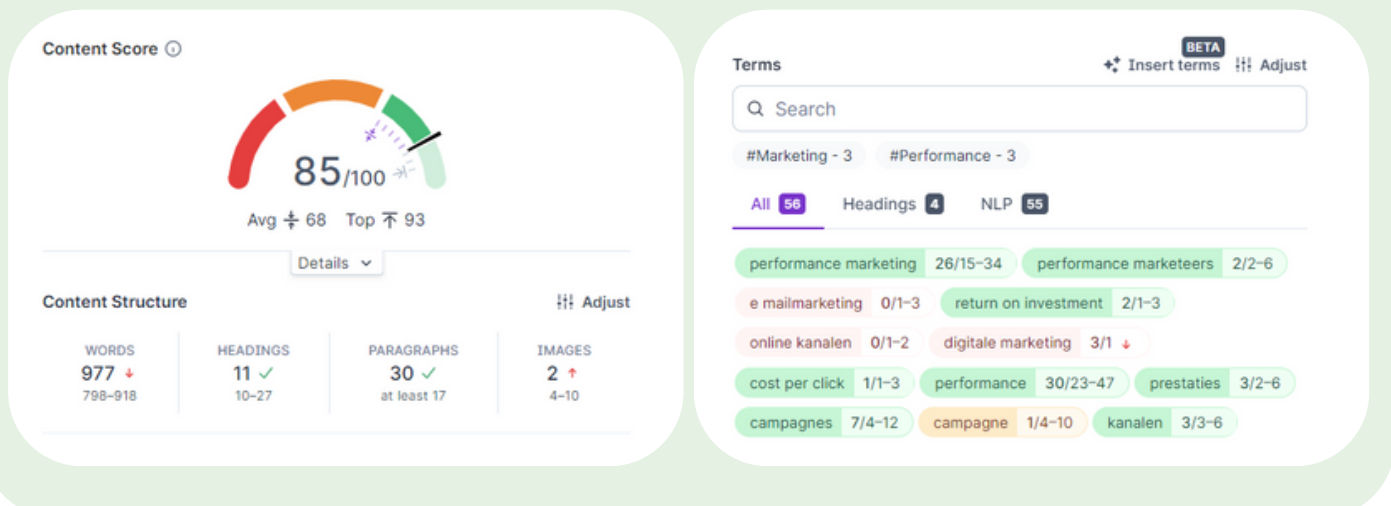 Content Score
85/100
Avg 68 Top 93
Details
Content Structure
Adjust
WORDS HEADINGS PARAGRAPHS IMAGES
977 11 30 2
798–918 10–27 at least 17 4–10
BETA
Terms Insert terms Adjust
Search
#Marketing - 3 #Performance - 3
All 56 Headings 4 NLP 55
performance marketing 26/15–34 performance marketeers 2/2–6
e mailmarketing 0/1–3 return on investment 2/1–3
online kanalen 0/1–2 digitale marketing 3/1 ↓
cost per click 1/1–3 performance 30/23–47 prestaties 3/2–6
campagnes 7/4–12 campagne 1/4–10 kanalen 3/3–6